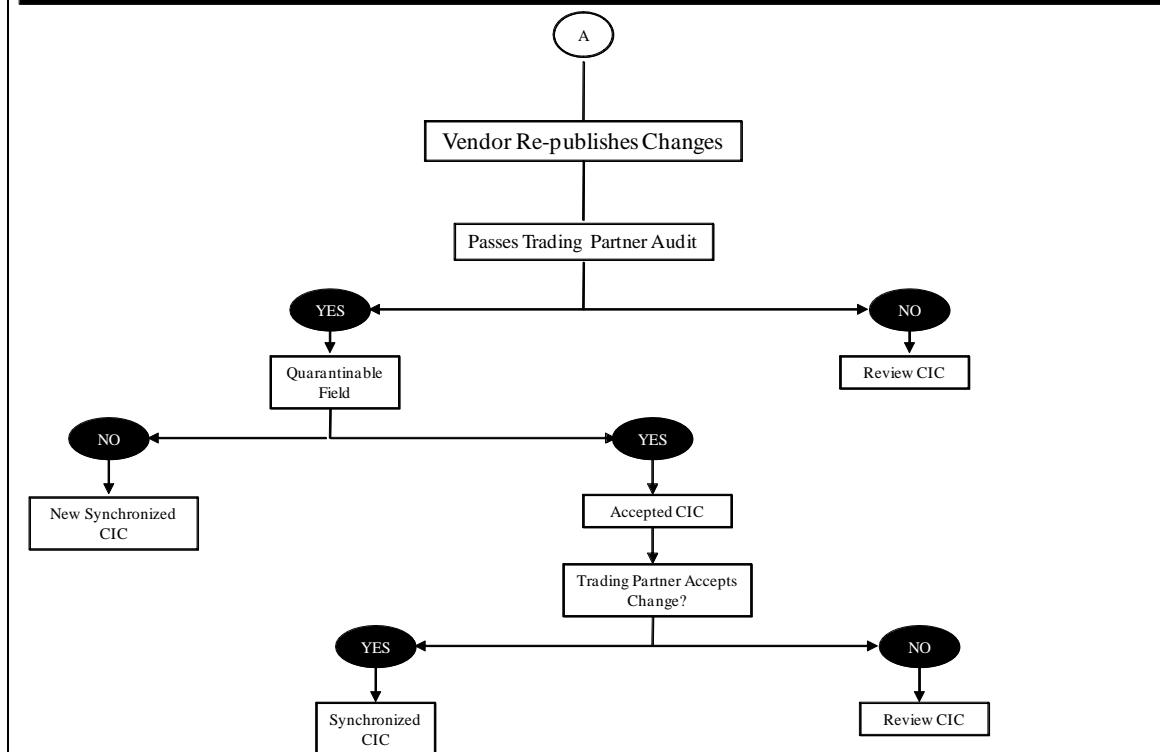 A
Vendor Re-publishes Changes
Passes Trading Partner Audit
YES
NO
Quarantinable
Field
Review CIC
NO
YES
New Synchronized
CIC
Accepted CIC
Trading Partner Accepts
Change?
YES
NO
Synchronized
CIC
Review CIC